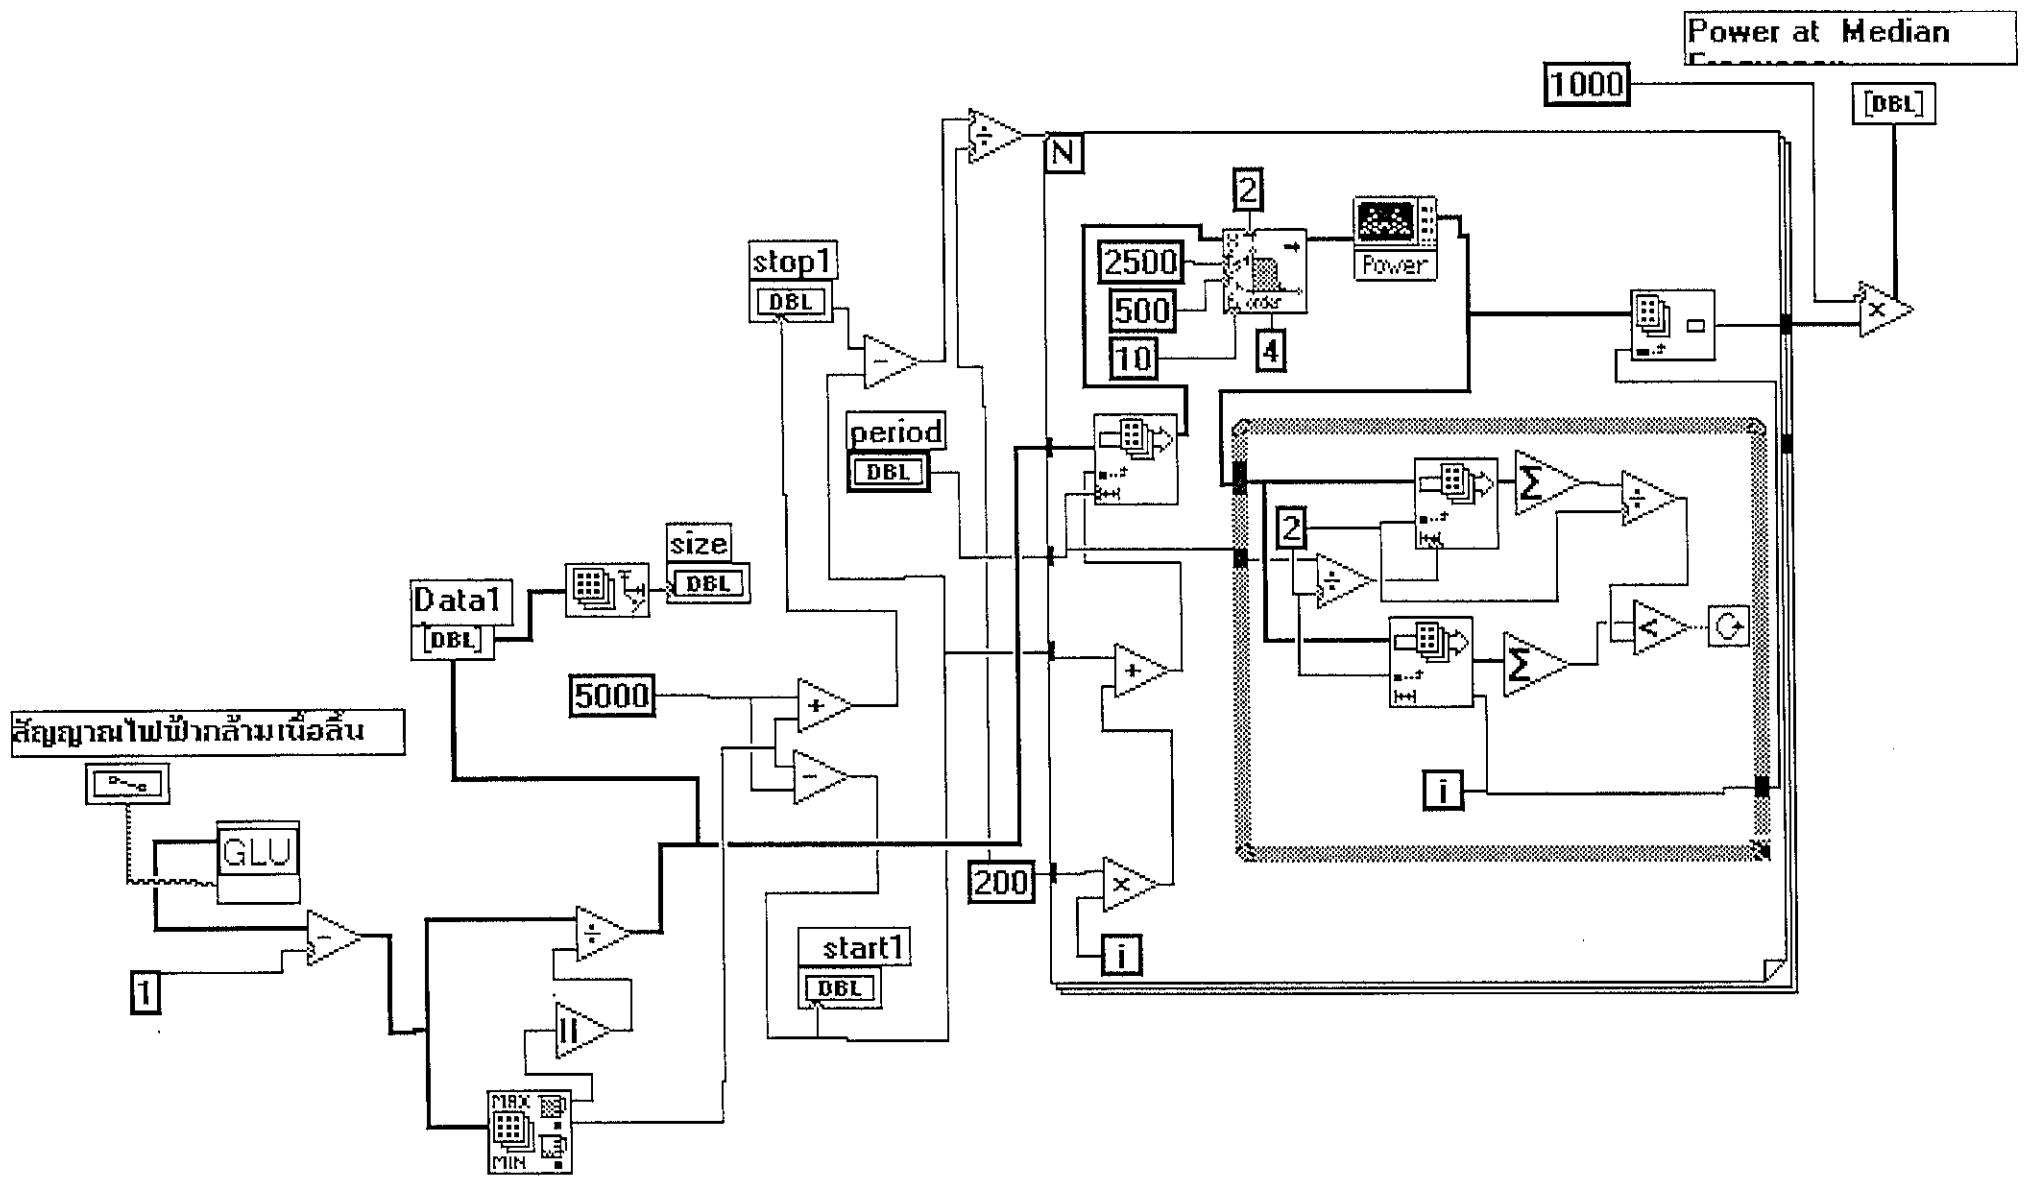 Power at Median
1000
[DBL]
N
2
2500
500
order
10
4
Power
stop1
DBL
period
DBL
2
size
DBL
Data1
[DBL]
5000
สัญญาณไฟฟ้ากล้ามเนื้อลิ้น
GLU
i
200
start1
DBL
i
1
MAX
MIN